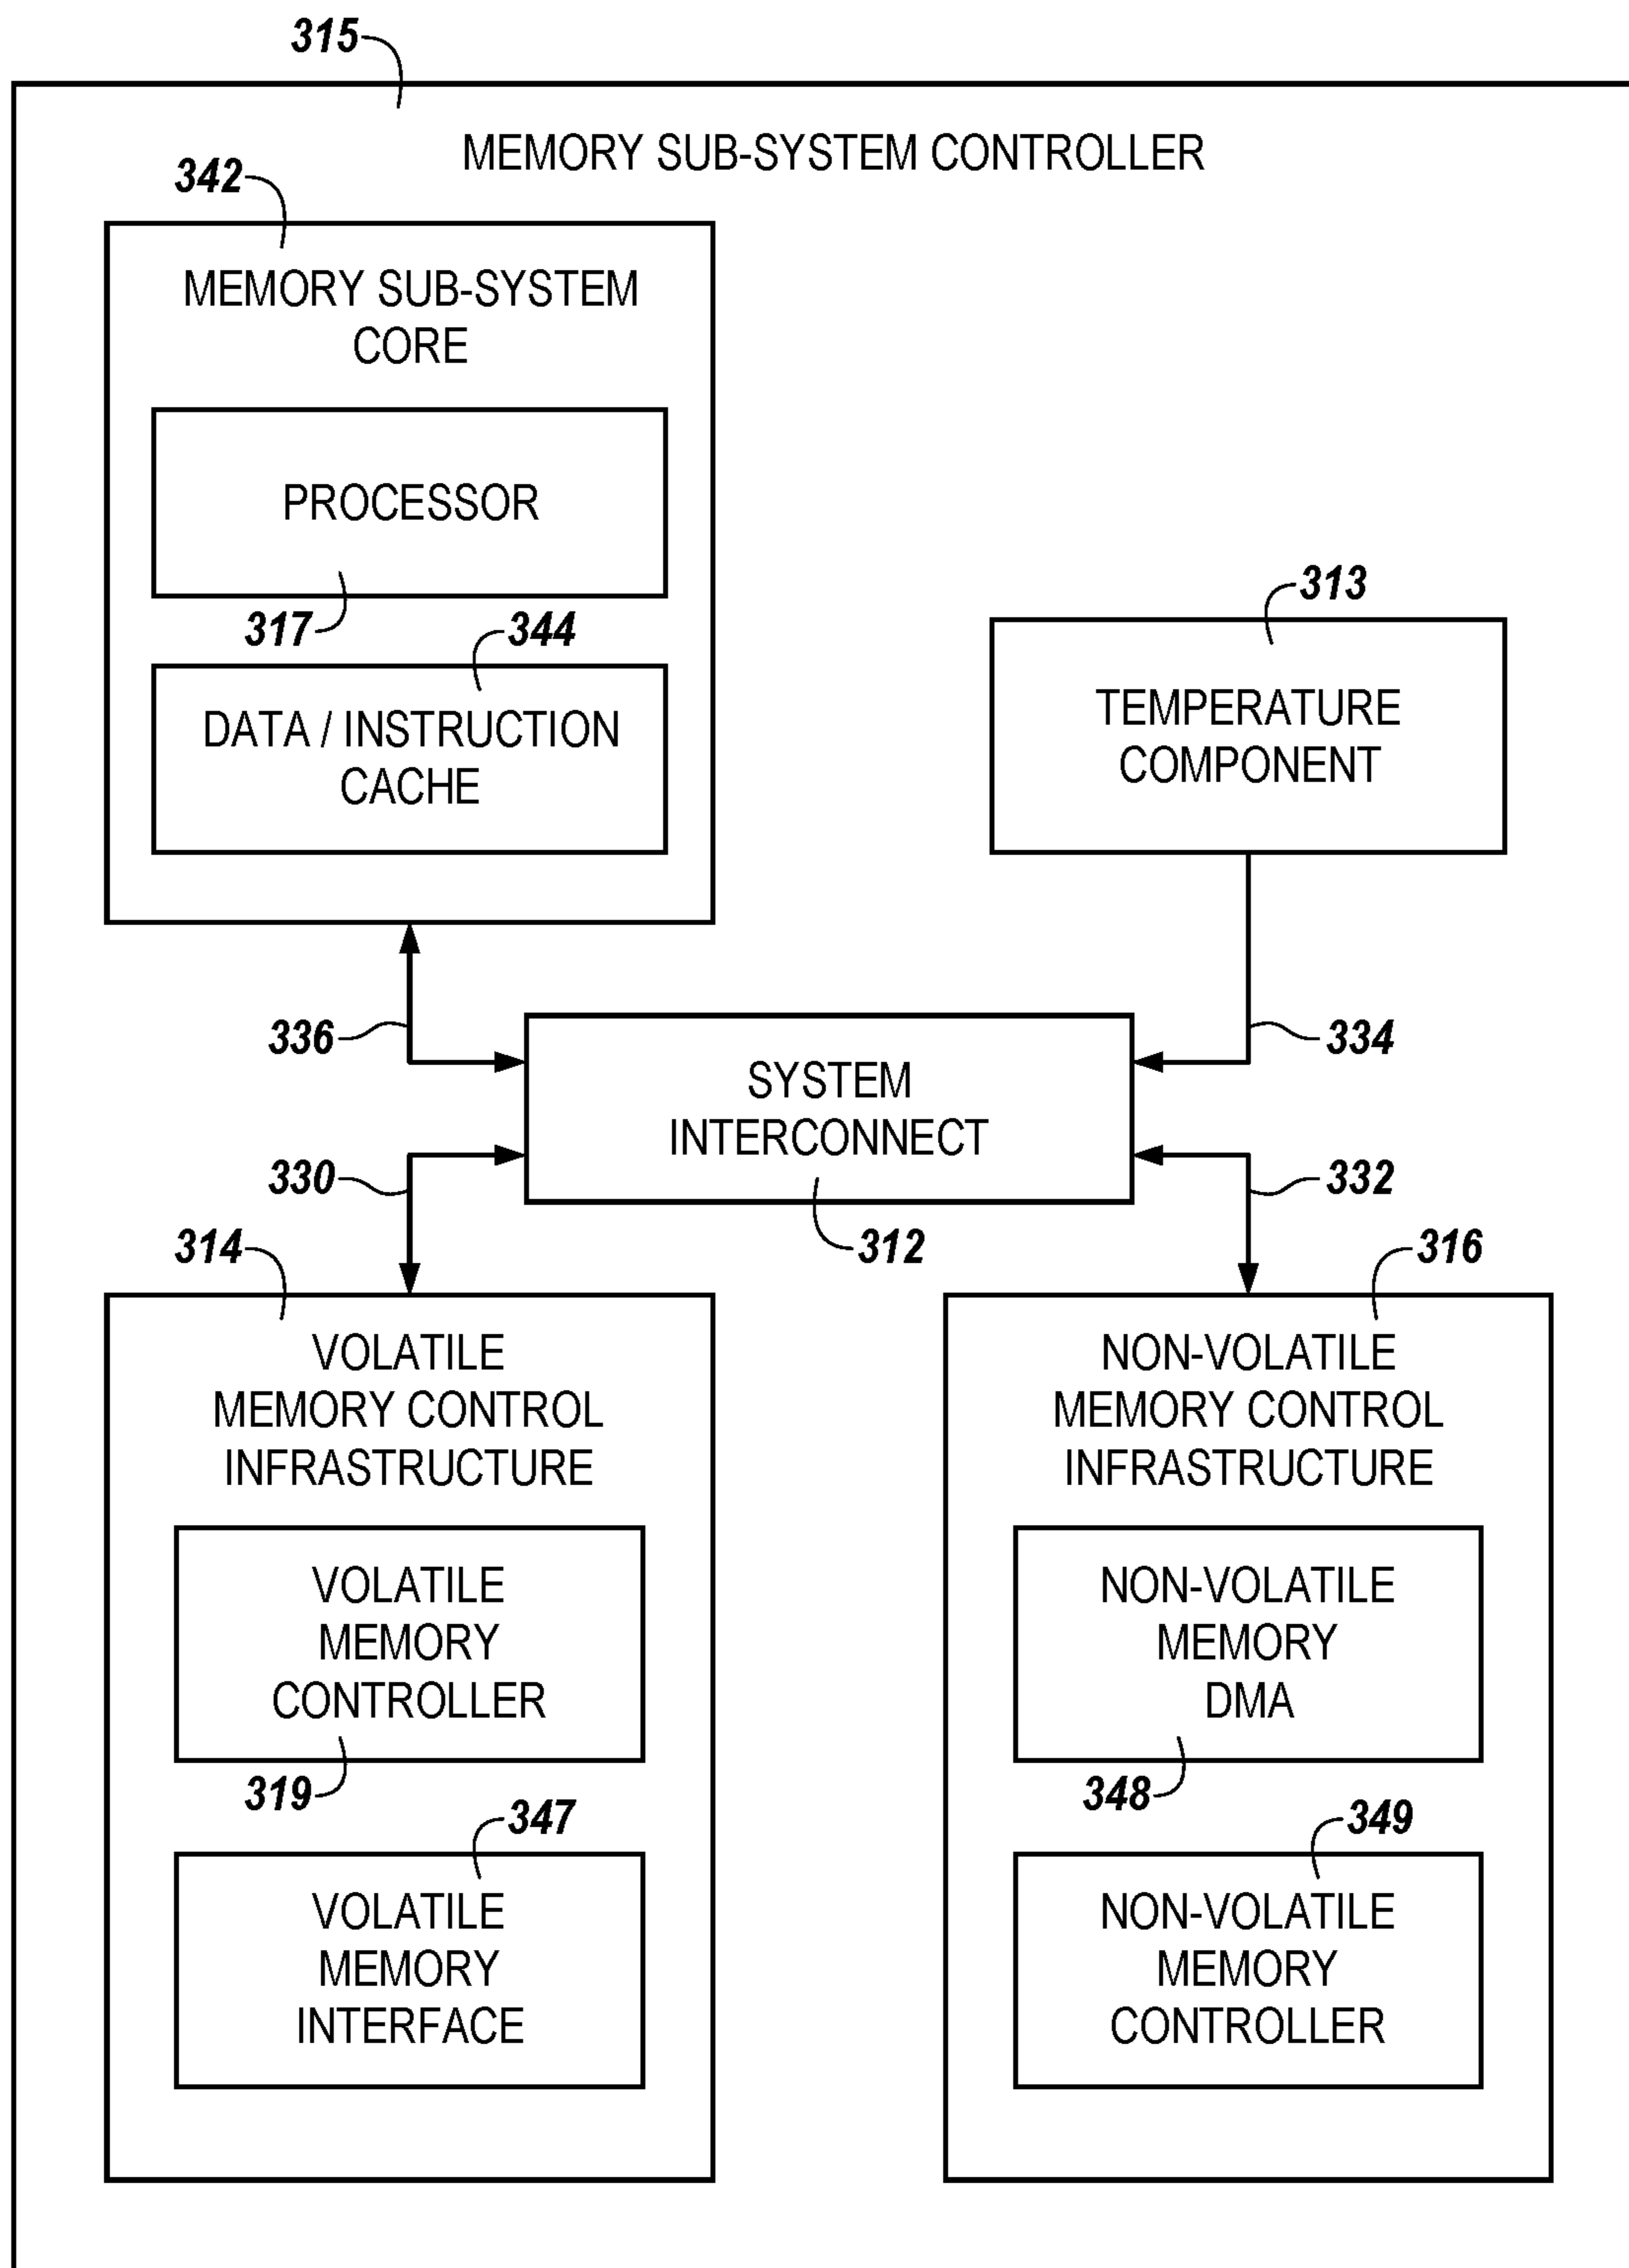 315
MEMORY SUB-SYSTEM CONTROLLER
342
MEMORY SUB-SYSTEM
CORE
PROCESSOR
317
344
DATA / INSTRUCTION
CACHE
313
TEMPERATURE
COMPONENT
336
334
SYSTEM
INTERCONNECT
330
332
312
314
VOLATILE
MEMORY CONTROL
INFRASTRUCTURE
VOLATILE
MEMORY
CONTROLLER
319
347
VOLATILE
MEMORY
INTERFACE
316
NON-VOLATILE
MEMORY CONTROL
INFRASTRUCTURE
NON-VOLATILE
MEMORY
DMA
348
349
NON-VOLATILE
MEMORY
CONTROLLER